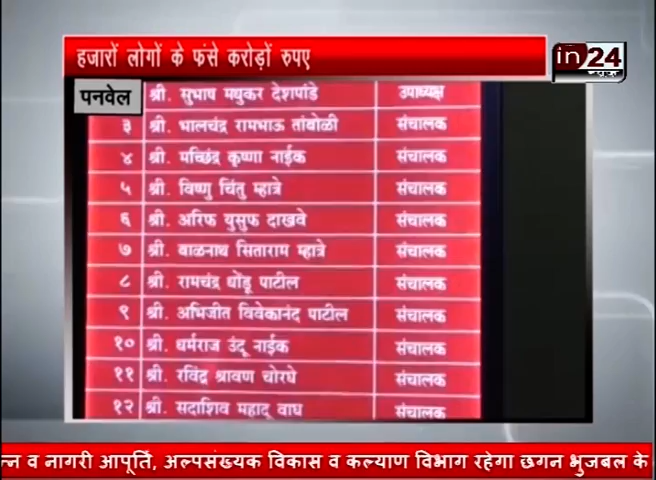 हजारों लोगों के फंसे करोड़ों रुपए
in 24
न्यूज़
पनवेल
श्री. सुभाष मधुकर देशपांडे उपाध्यक्ष
३ श्री. भालचंद्र रामभाऊ तांबोळी संचालक
४ श्री. मच्छिंद्र कृष्णा नाईक संचालक
५ श्री. विष्णु चिंतु म्हात्रे संचालक
६ श्री. अरिफ युसुफ दाखवे संचालक
७ श्री. बाळनाथ सिताराम म्हात्रे संचालक
८ श्री. रामचंद्र धोंडू पाटील संचालक
९ श्री. अभिजीत विवेकानंद पाटील संचालक
१० श्री. धर्मराज उंदू नाईक संचालक
११ श्री. रविंद्र श्रावण चोरघे संचालक
१२ श्री. सदाशिव महादू वाघ संचालक
न्न व नागरी आपूर्ति, अल्पसंख्यक विकास व कल्याण विभाग रहेगा छगन भुजबल के